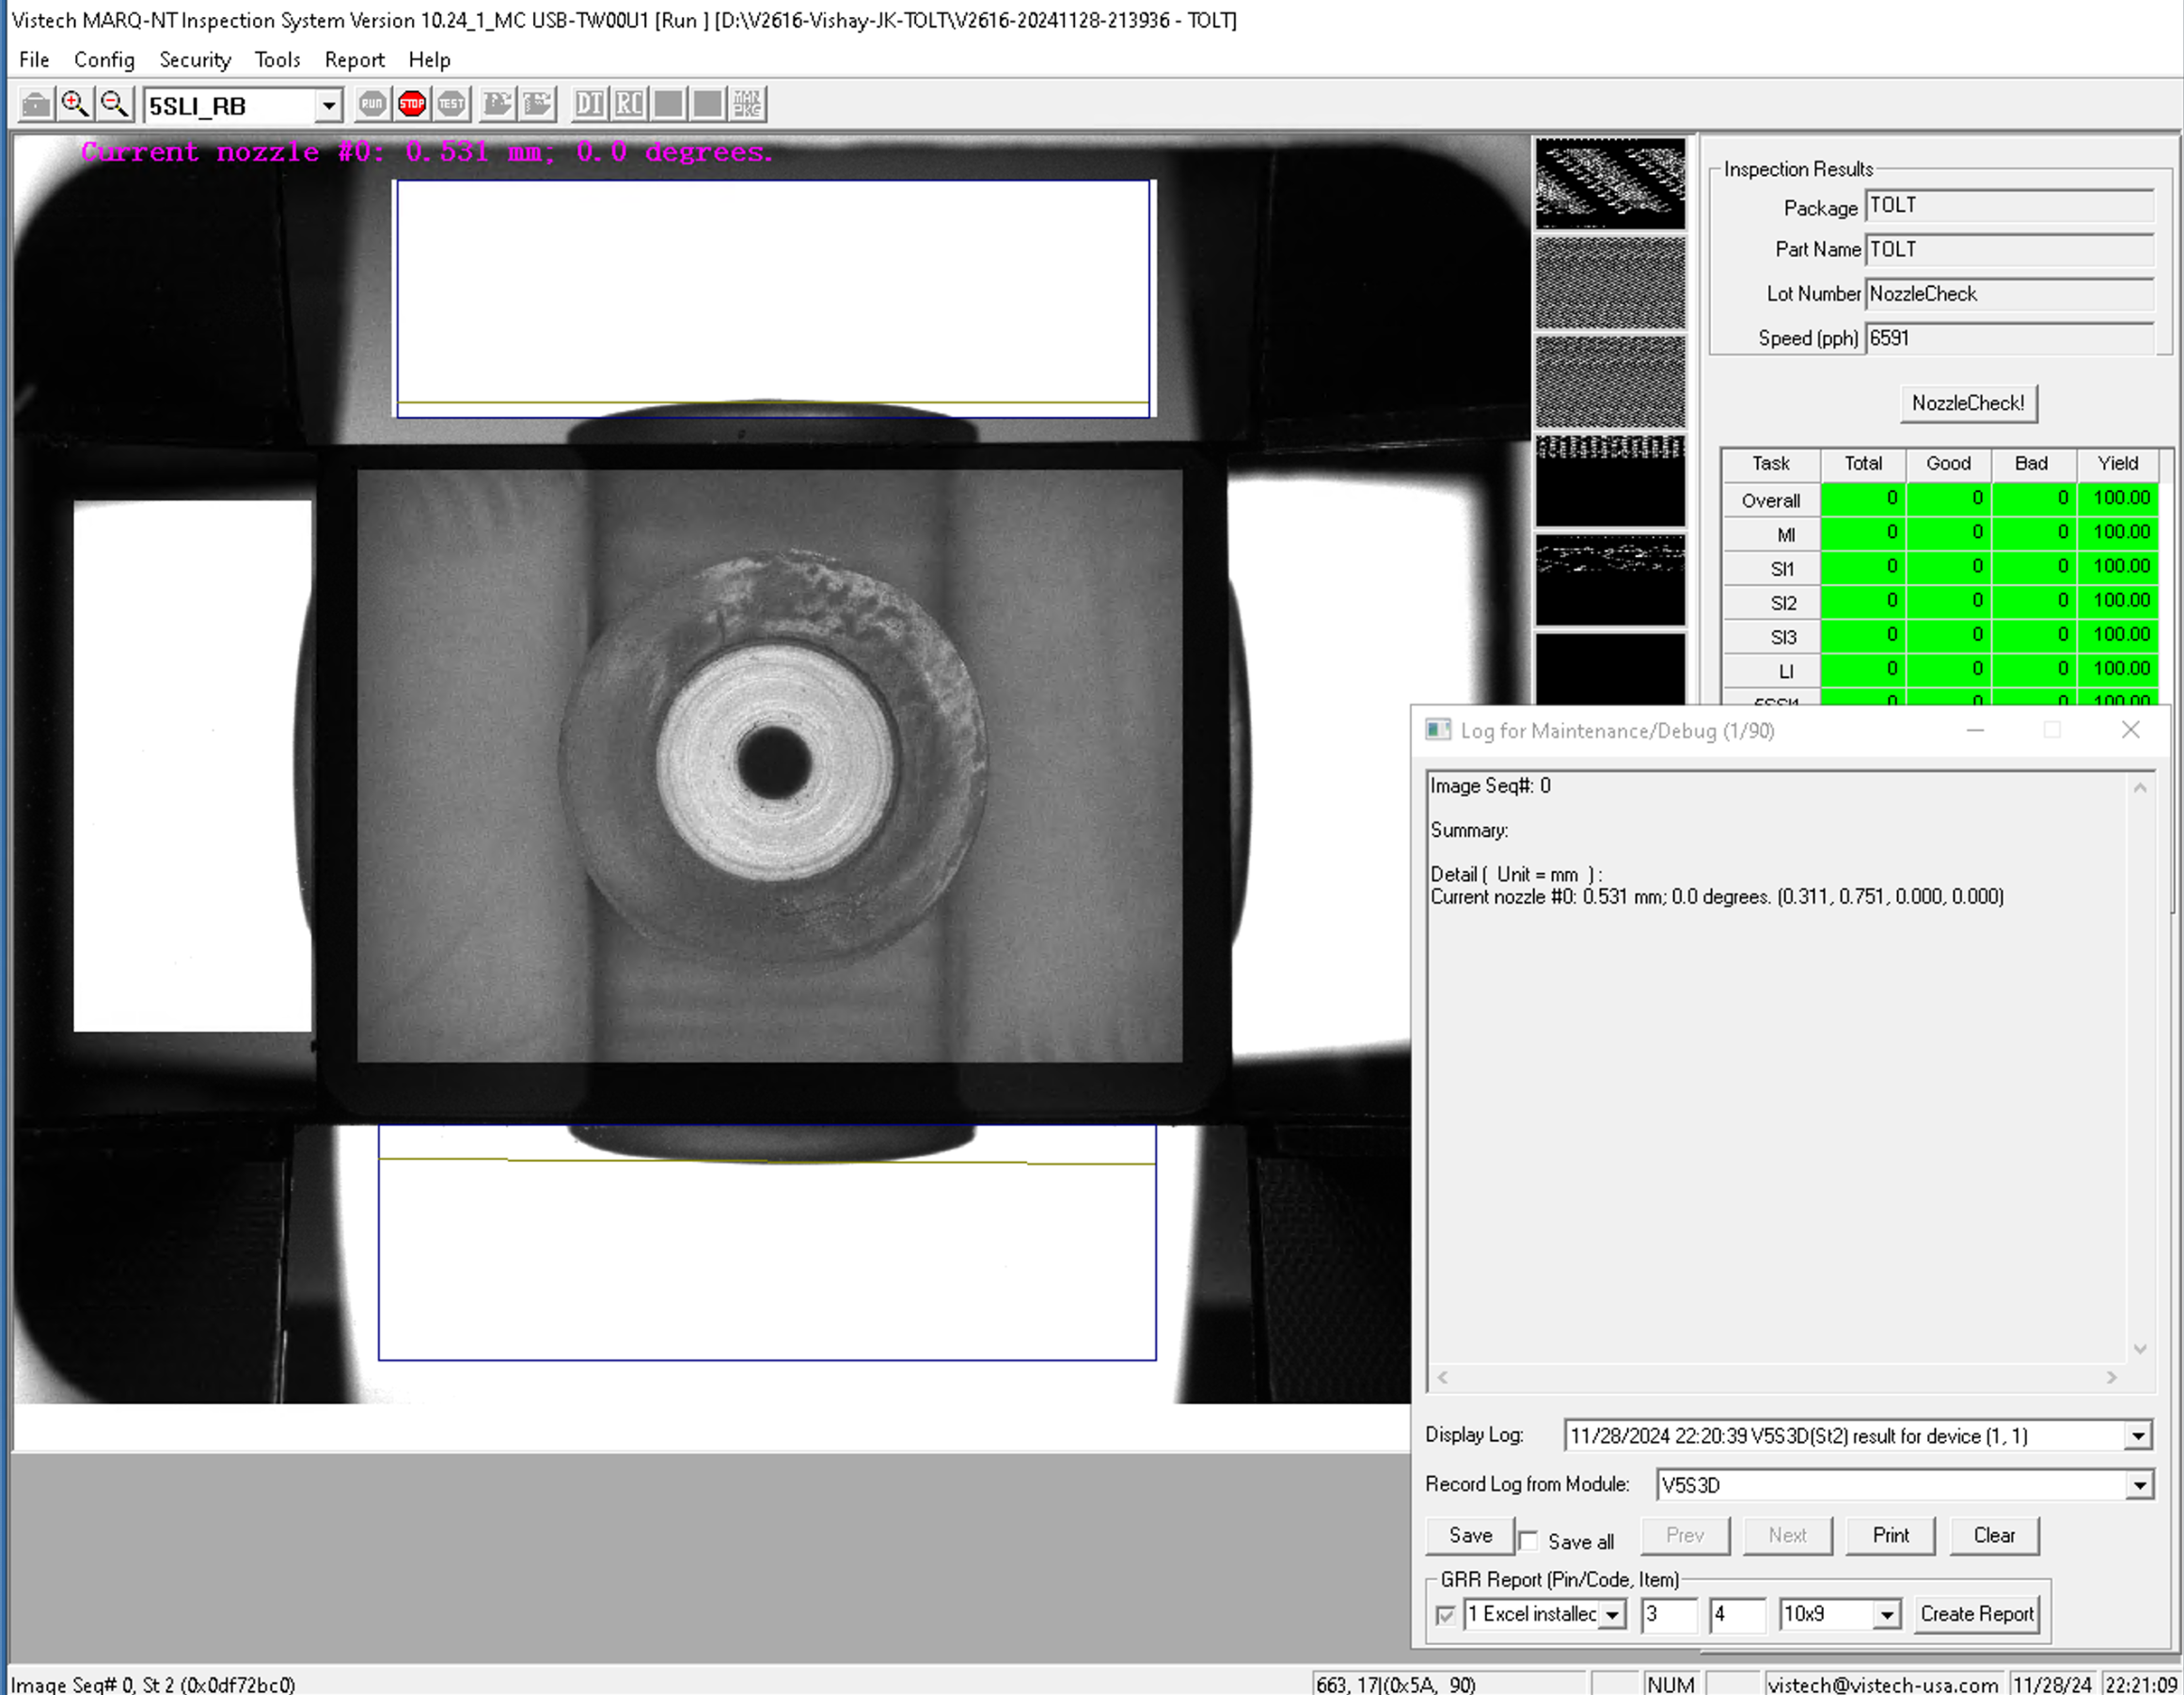 Vistech MARQ-NT Inspection System Version 10.24_1_MC USB-TW00U1 [Run ] [D:\V2616-Vishay-JK-TOLT\V2616-20241128-213936 - TOLT]
File Config Security Tools Report Help
5SLI_RB RUN STOP TEST DT RC MAN PKG
Current nozzle #0: 0.531 mm; 0.0 degrees.
Inspection Results
Package TOLT
Part Name TOLT
Lot Number NozzleCheck
Speed (pph) 6591
NozzleCheck!
Task Total Good Bad Yield
Overall 0 0 0 100.00
MI 0 0 0 100.00
SI1 0 0 0 100.00
SI2 0 0 0 100.00
SI3 0 0 0 100.00
LI 0 0 0 100.00
5SSI1 0 0 0 100.00
Log for Maintenance/Debug (1/90)
Image Seq#: 0
Summary:
Detail ( Unit = mm ) :
Current nozzle #0: 0.531 mm; 0.0 degrees. (0.311, 0.751, 0.000, 0.000)
Display Log: 11/28/2024 22:20:39 V5S3D(St2) result for device (1, 1)
Record Log from Module: V5S3D
Save Save all Prev Next Print Clear
GRR Report (Pin/Code, Item)
1 Excel installec 3 4 10x9 Create Report
Image Seq# 0, St 2 (0x0df72bc0) 663, 17|(0x5A, 90) NUM vistech@vistech-usa.com 11/28/24 22:21:09